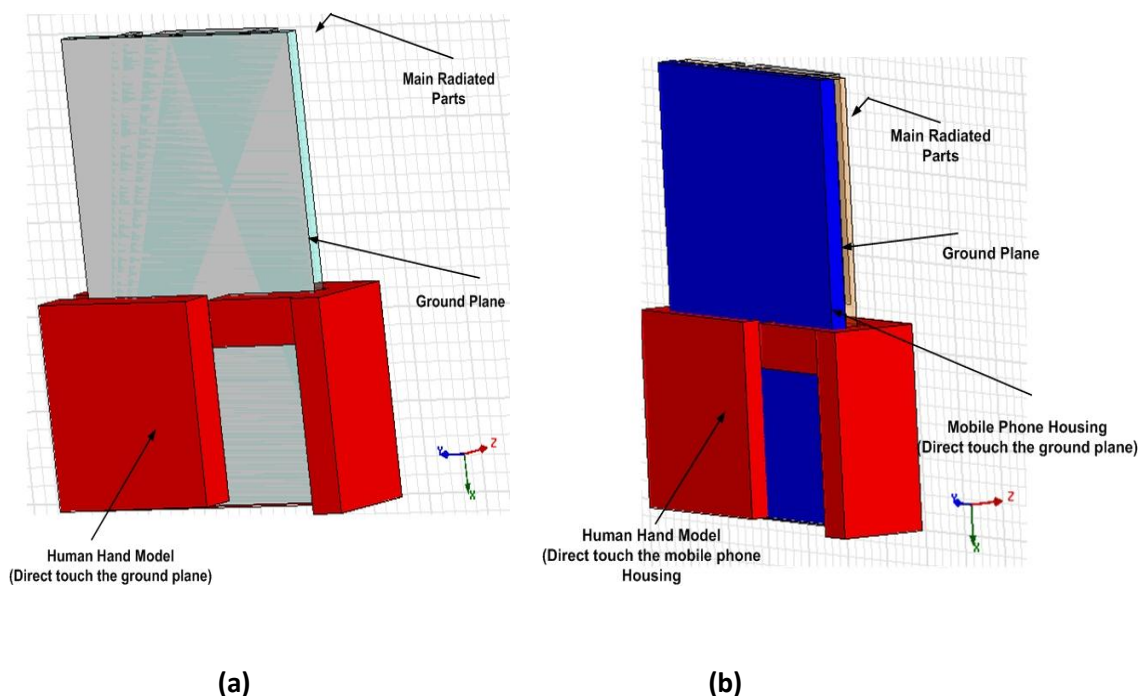 Main Radiated
Parts
Ground Plane
Human Hand Model
(Direct touch the ground plane)
Y
Z
X
(a)
Main Radiated
Parts
Ground Plane
Mobile Phone Housing
(Direct touch the ground plane)
Human Hand Model
(Direct touch the mobile phone
Housing
Y
Z
X
(b)